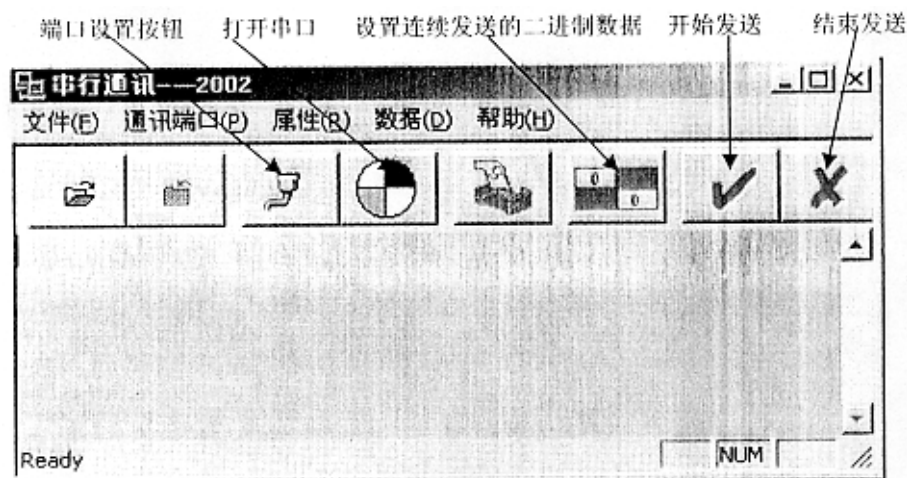 端口设置按钮 打开串口 设置连续发送的二进制数据 开始发送 结束发送
串行通讯----2002
文件(F) 通讯端口(P) 属性(R) 数据(D) 帮助(H)
0
0
Ready NUM